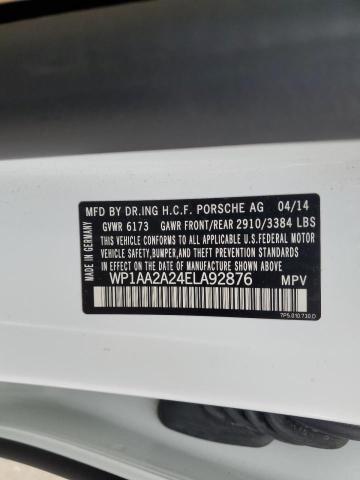 MFD BY DR.ING H.C.F. PORSCHE AG 04/14
GVWR 6173 GAWR FRONT/REAR 2910/3384 LBS
MADE IN GERMANY
THIS VEHICLE CONFORMS TO ALL APPLICABLE U.S.FEDERAL MOTOR
VEHICLE SAFETY, BUMPER, AND THEFT PREVENTION
STANDARDS IN EFFECT ON THE DATE OF MANUFACTURE SHOWN ABOVE.
WP1AA2A24ELA92876 MPV
7P5.010.730.D